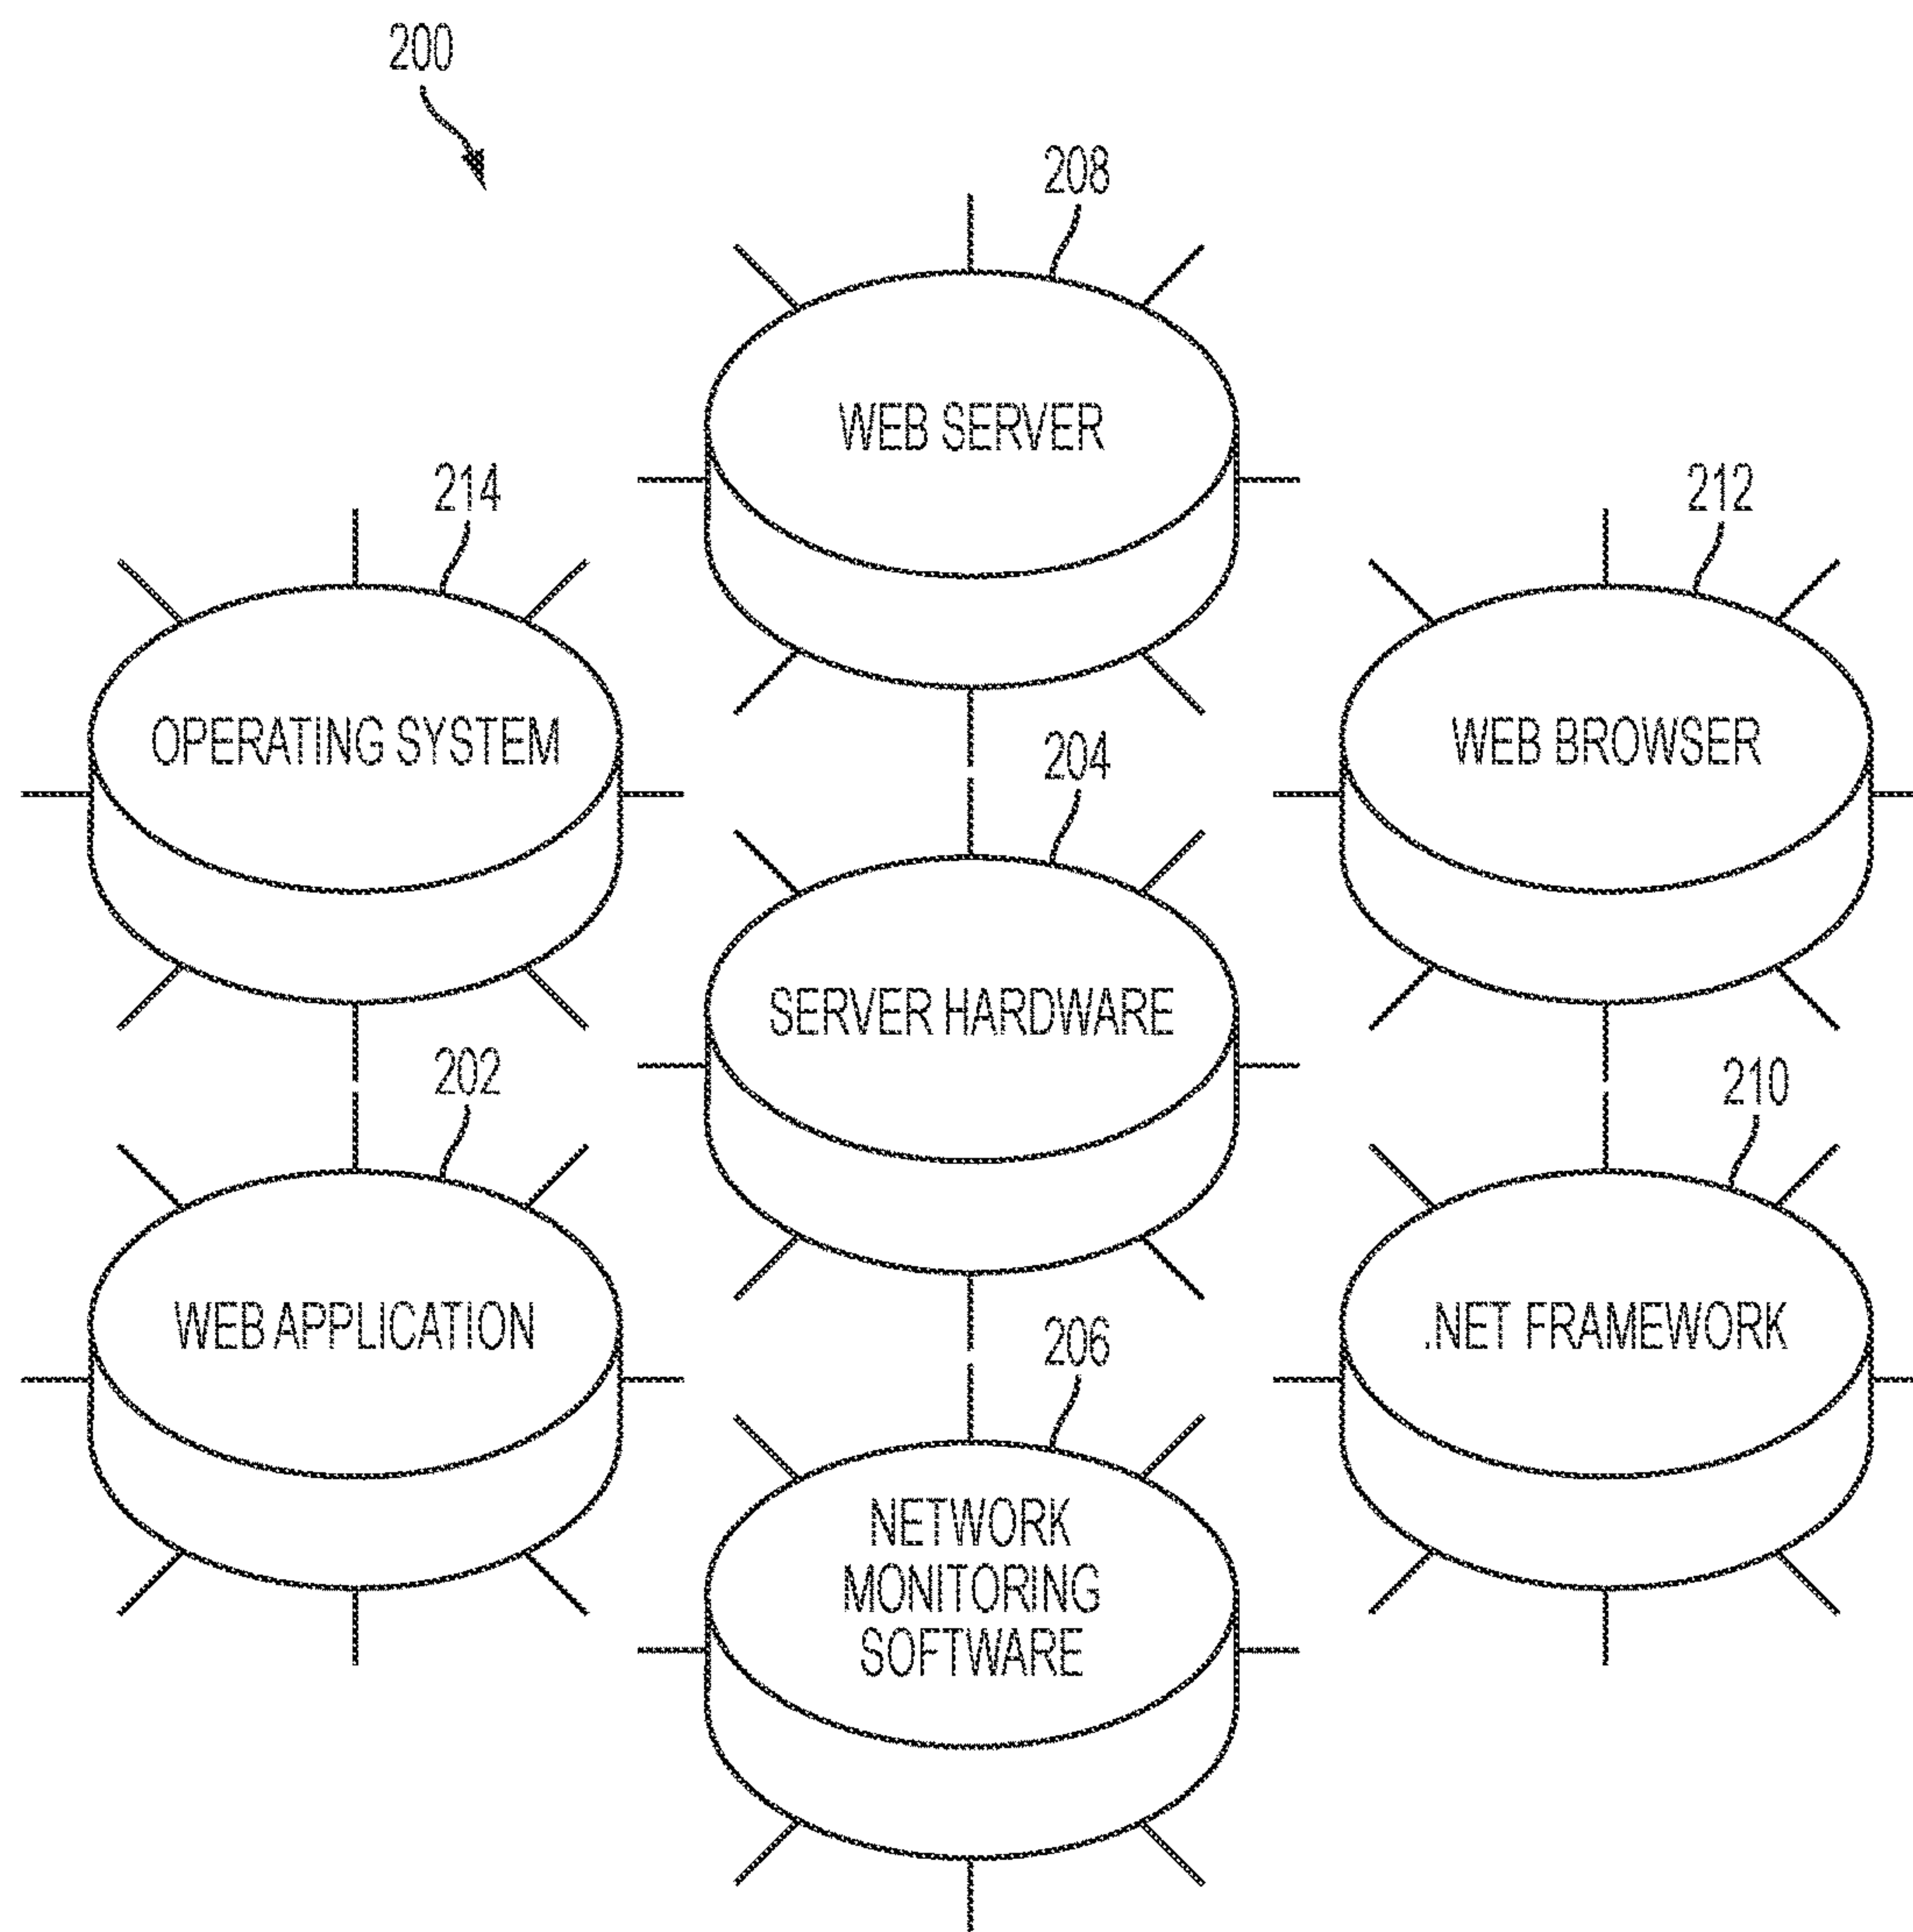 200
208
WEB SERVER
214
212
OPERATING SYSTEM
WEB BROWSER
204
SERVER HARDWARE
202
210
WEB APPLICATION
.NET FRAMEWORK
206
NETWORK
MONITORING
SOFTWARE